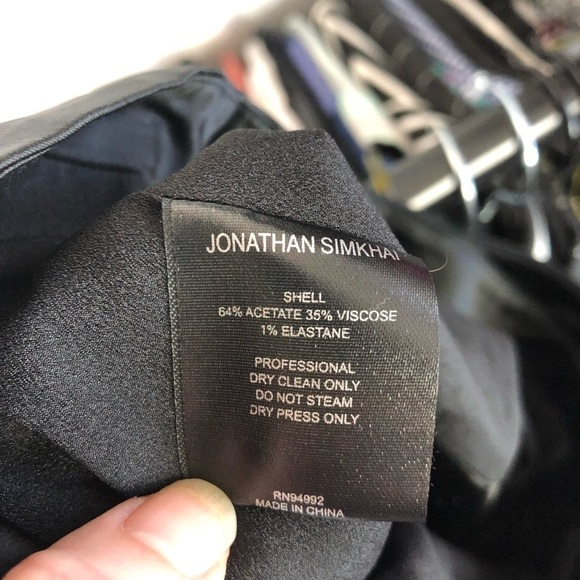 JONATHAN SIMKHAI
SHELL
64% ACETATE 35% VISCOSE
1% ELASTANE
PROFESSIONAL
DRY CLEAN ONLY
DO NOT STEAM
DRY PRESS ONLY
RN94992
MADE IN CHINA